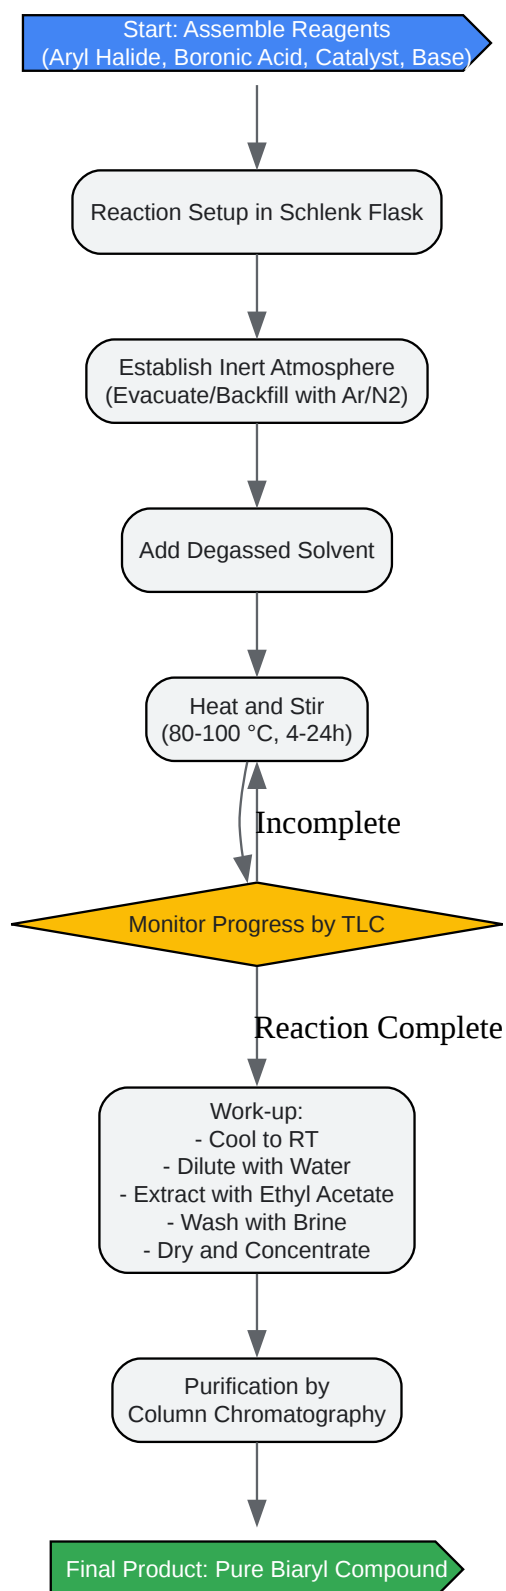 Start: Assemble Reagents
(Aryl Halide, Boronic Acid, Catalyst, Base)
Reaction Setup in Schlenk Flask
Establish Inert Atmosphere
(Evacuate/Backfill with Ar/N2)
Add Degassed Solvent
Heat and Stir
(80-100 °C, 4-24h)
Incomplete
Monitor Progress by TLC
Reaction Complete
Work-up:
- Cool to RT
- Dilute with Water
- Extract with Ethyl Acetate
- Wash with Brine
- Dry and Concentrate
Purification by
Column Chromatography
Final Product: Pure Biaryl Compound